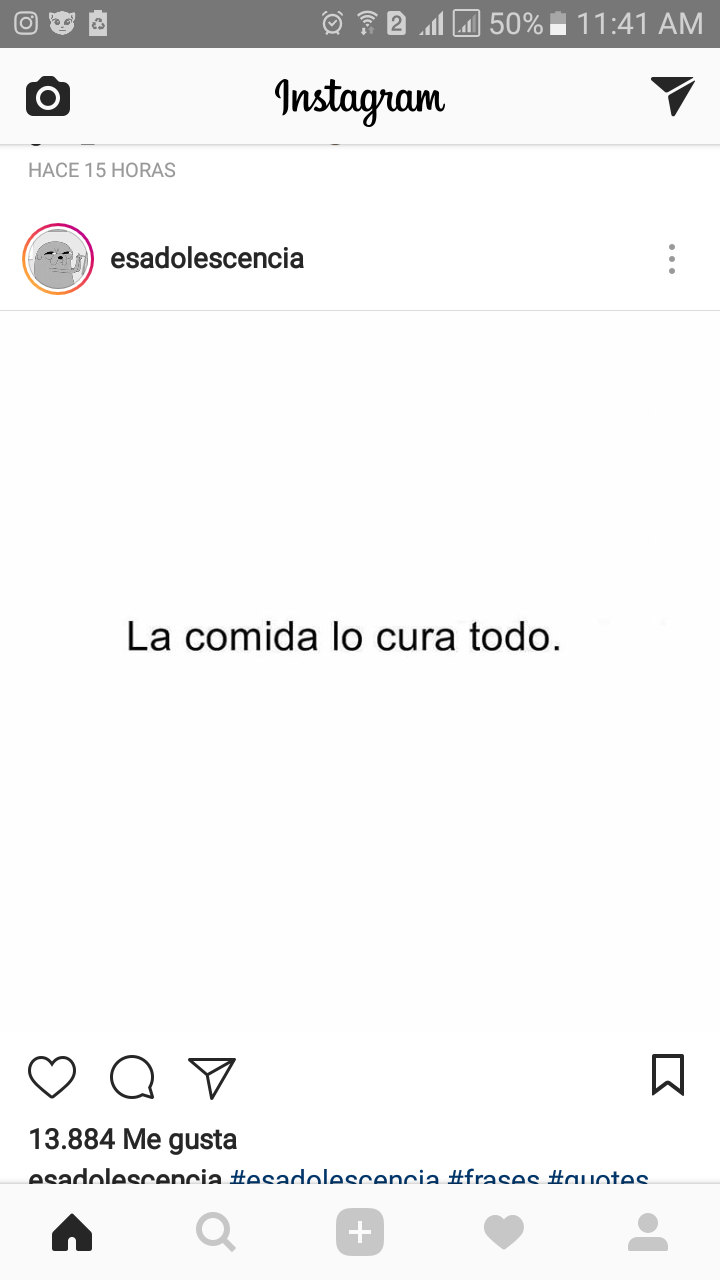 2 50% 11:41 AM
Instagram
HACE 15 HORAS
esadolescencia
La comida lo cura todo.
13.884 Me gusta
esadolescencia #esadolescencia #frases #quotes